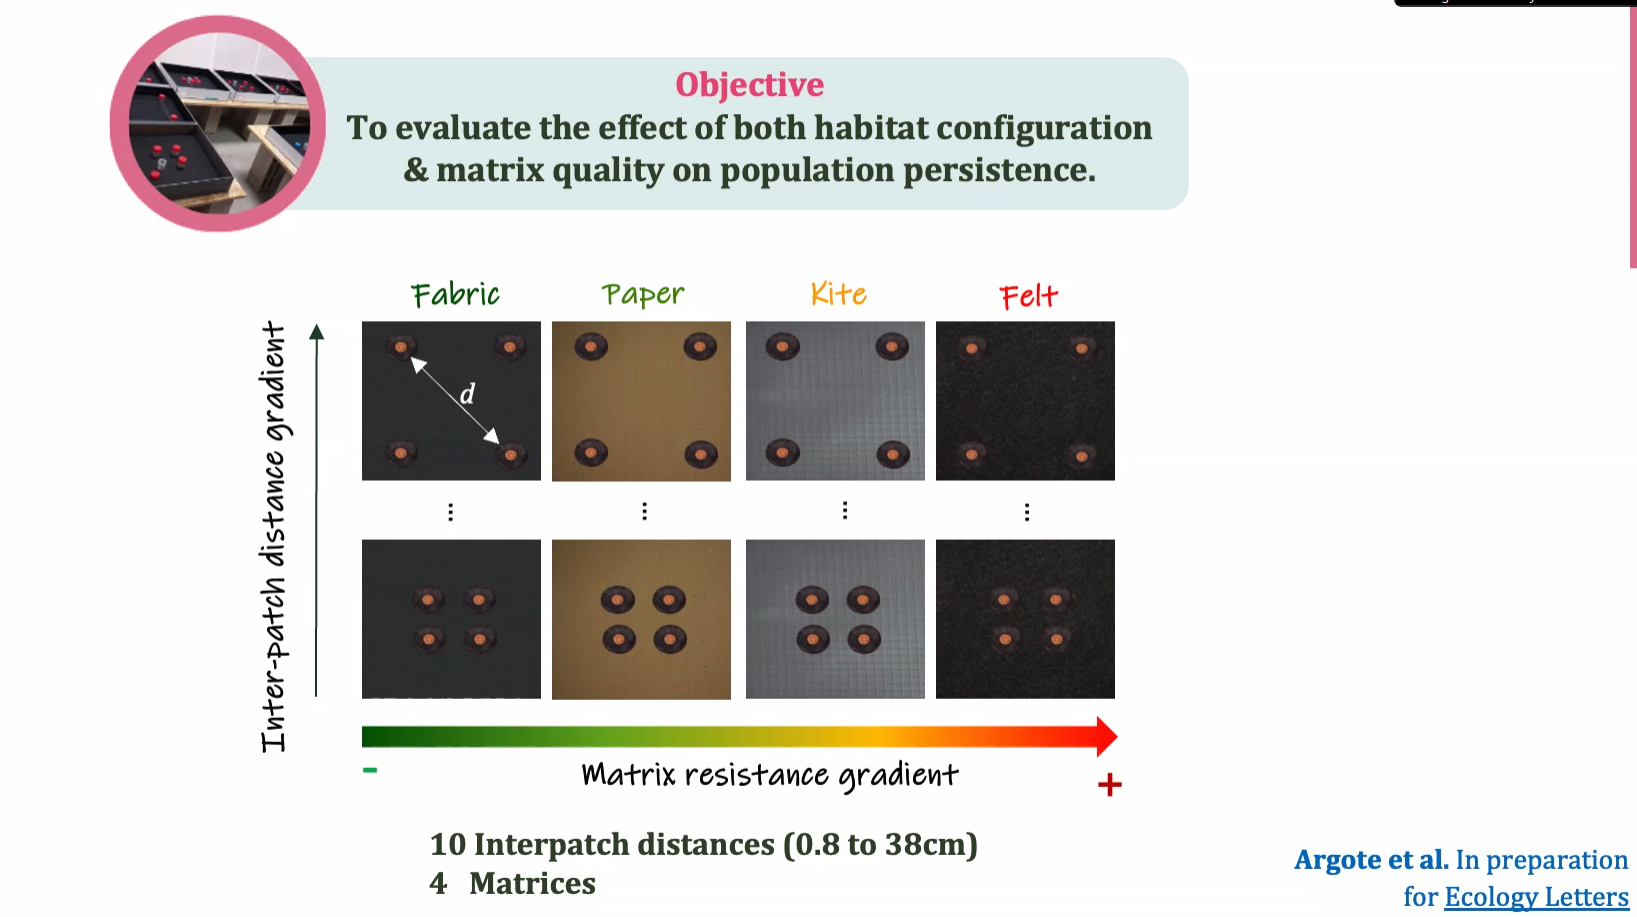 Objective
To evaluate the effect of both habitat configuration
& matrix quality on population persistence.
Fabric
Paper
Kite
Felt
Inter-patch distance gradient
d
...
...
...
...
-
Matrix resistance gradient
+
10 Interpatch distances (0.8 to 38cm)
4 Matrices
Argote et al. In preparation
for Ecology Letters